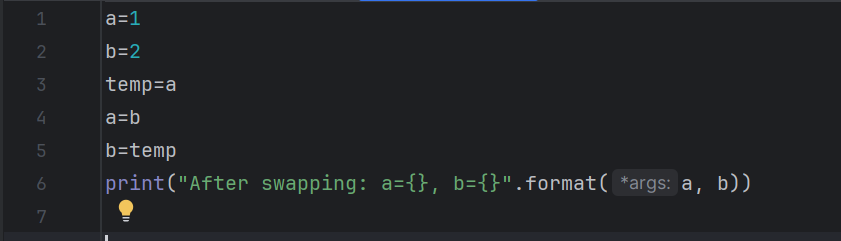 1 a=1
2 b=2
3 temp=a
4 a=b
5 b=temp
6 print("After swapping: a={}, b={}".format( *args: a, b))
7